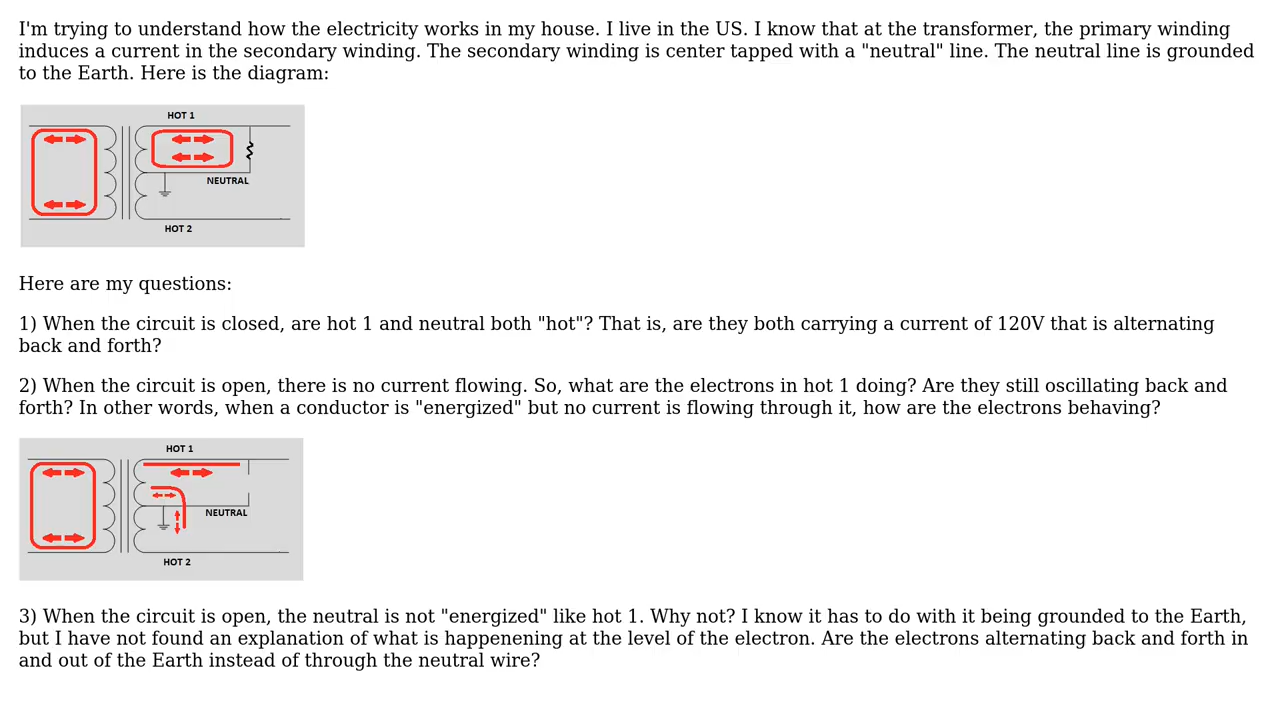 I'm trying to understand how the electricity works in my house. I live in the US. I know that at the transformer, the primary winding
induces a current in the secondary winding. The secondary winding is center tapped with a "neutral" line. The neutral line is grounded
to the Earth. Here is the diagram:
HOT 1
NEUTRAL
HOT 2
Here are my questions:
1) When the circuit is closed, are hot 1 and neutral both "hot"? That is, are they both carrying a current of 120V that is alternating
back and forth?
2) When the circuit is open, there is no current flowing. So, what are the electrons in hot 1 doing? Are they still oscillating back and
forth? In other words, when a conductor is "energized" but no current is flowing through it, how are the electrons behaving?
HOT 1
NEUTRAL
HOT 2
3) When the circuit is open, the neutral is not "energized" like hot 1. Why not? I know it has to do with it being grounded to the Earth,
but I have not found an explanation of what is happenening at the level of the electron. Are the electrons alternating back and forth in
and out of the Earth instead of through the neutral wire?